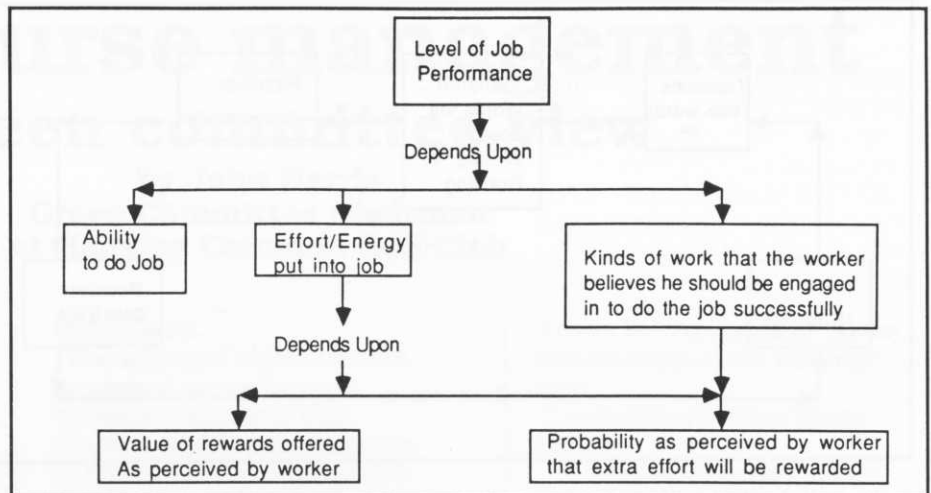 Level of Job
Performance
Depends Upon
Ability
to do Job
Effort/Energy
put into job
Kinds of work that the worker
believes he should be engaged
in to do the job successfully
Depends Upon
Value of rewards offered
As perceived by worker
Probability as perceived by worker
that extra effort will be rewarded